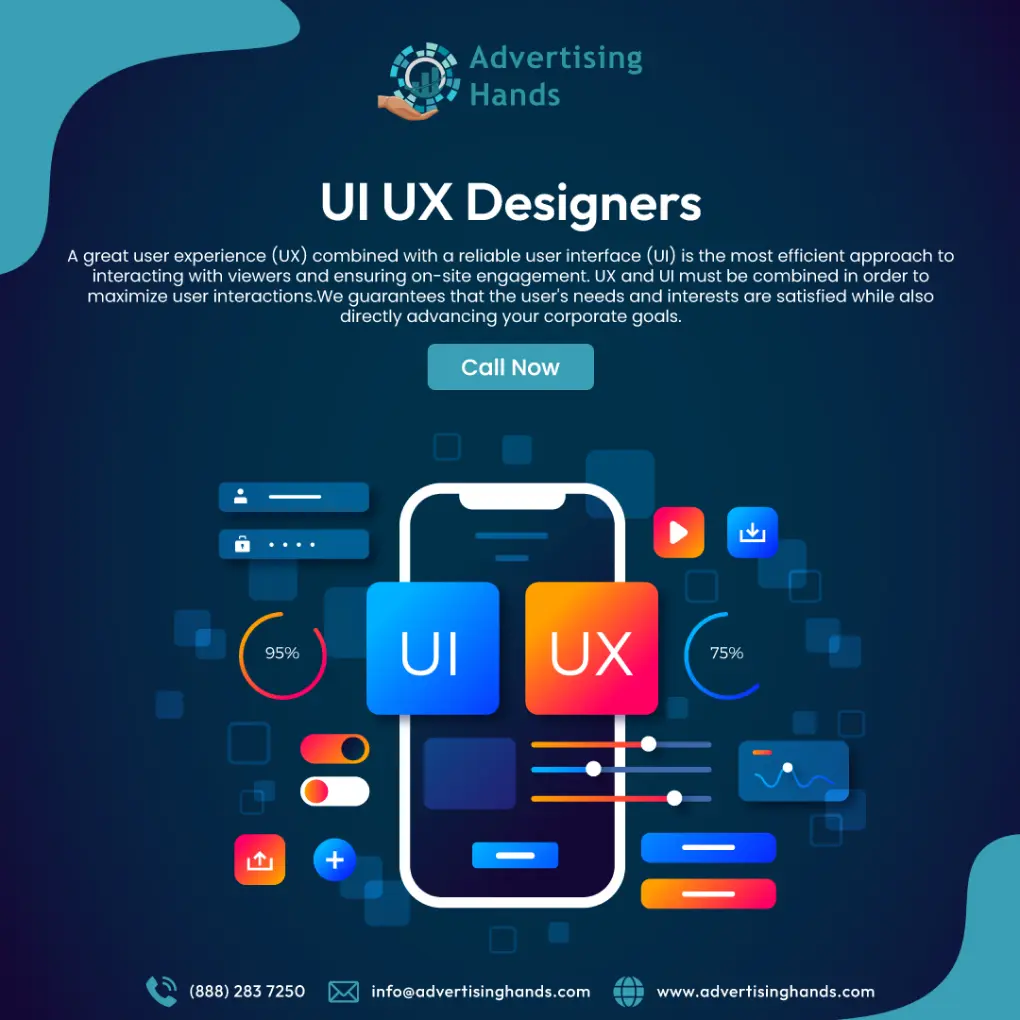 Advertising
Hands
UI UX Designers
A great user experience (UX) combined with a reliable user interface (UI) is the most efficient approach to
interacting with viewers and ensuring on-site engagement. UX and UI must be combined in order to
maximize user interactions.We guarantees that the user's needs and interests are satisfied while also
directly advancing your corporate goals.
Call Now
95%
UI
UX
75%
(888) 283 7250
info@advertisinghands.com
www.advertisinghands.com